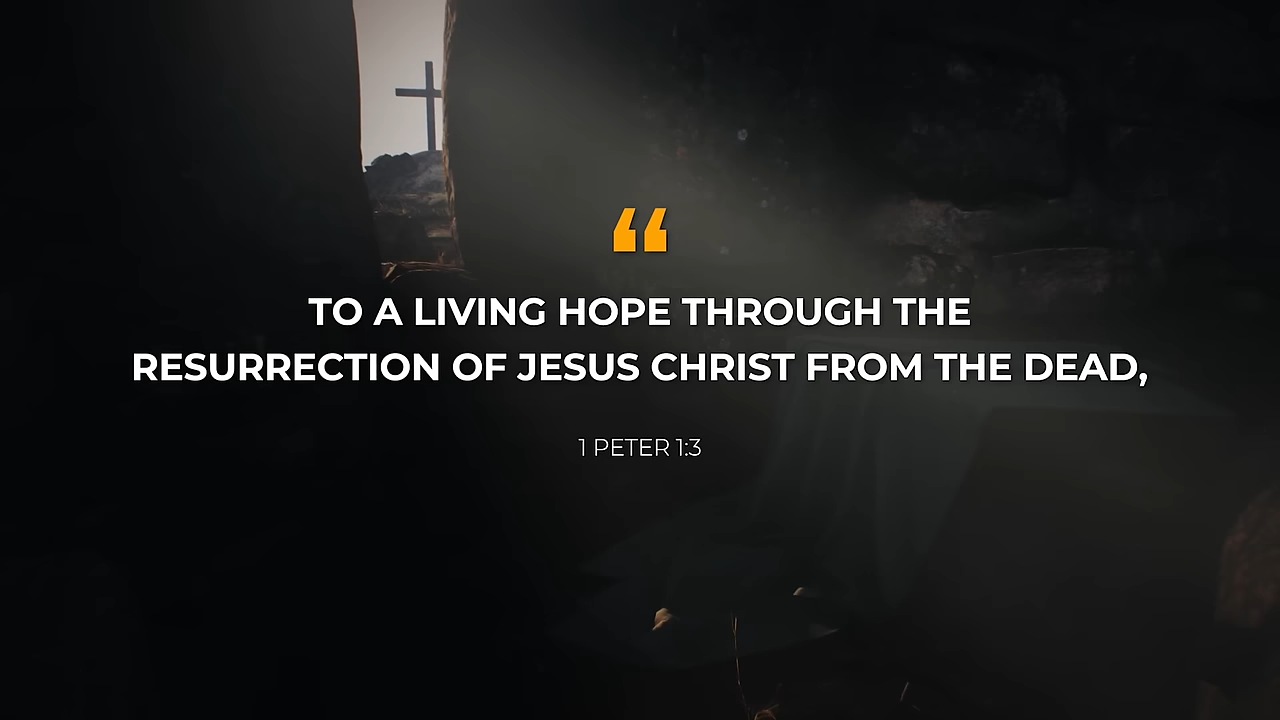 “
TO A LIVING HOPE THROUGH THE
RESURRECTION OF JESUS CHRIST FROM THE DEAD,
1 PETER 1:3